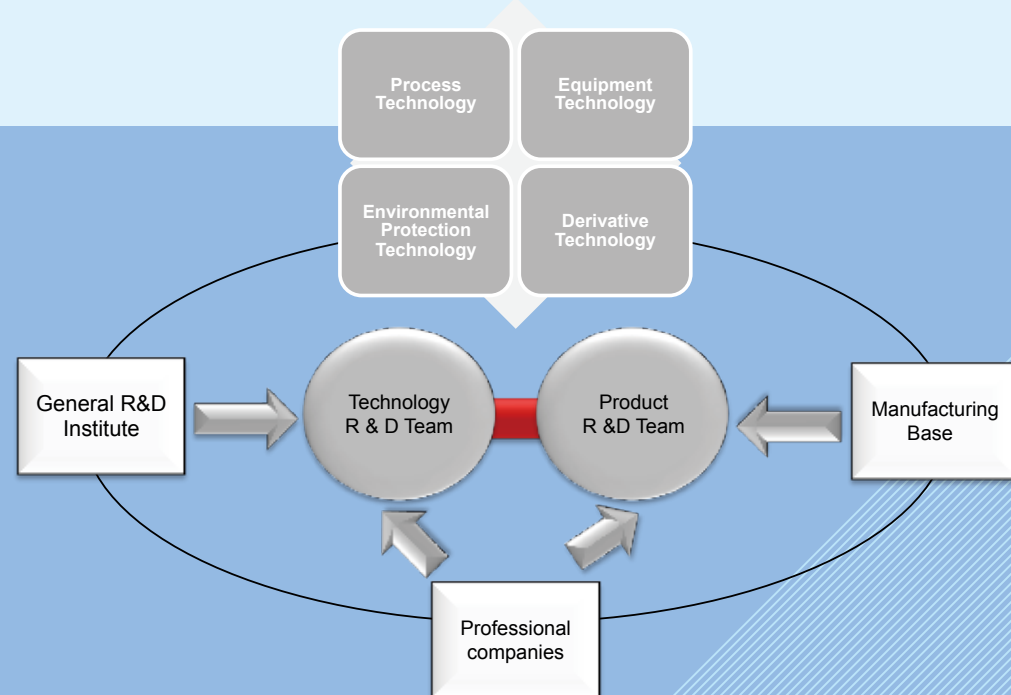 Process
Technology
Equipment
Technology
Environmental
Protection
Technology
Derivative
Technology
General R&D
Institute
Technology
R & D Team
Product
R &D Team
Manufacturing
Base
Professional
companies